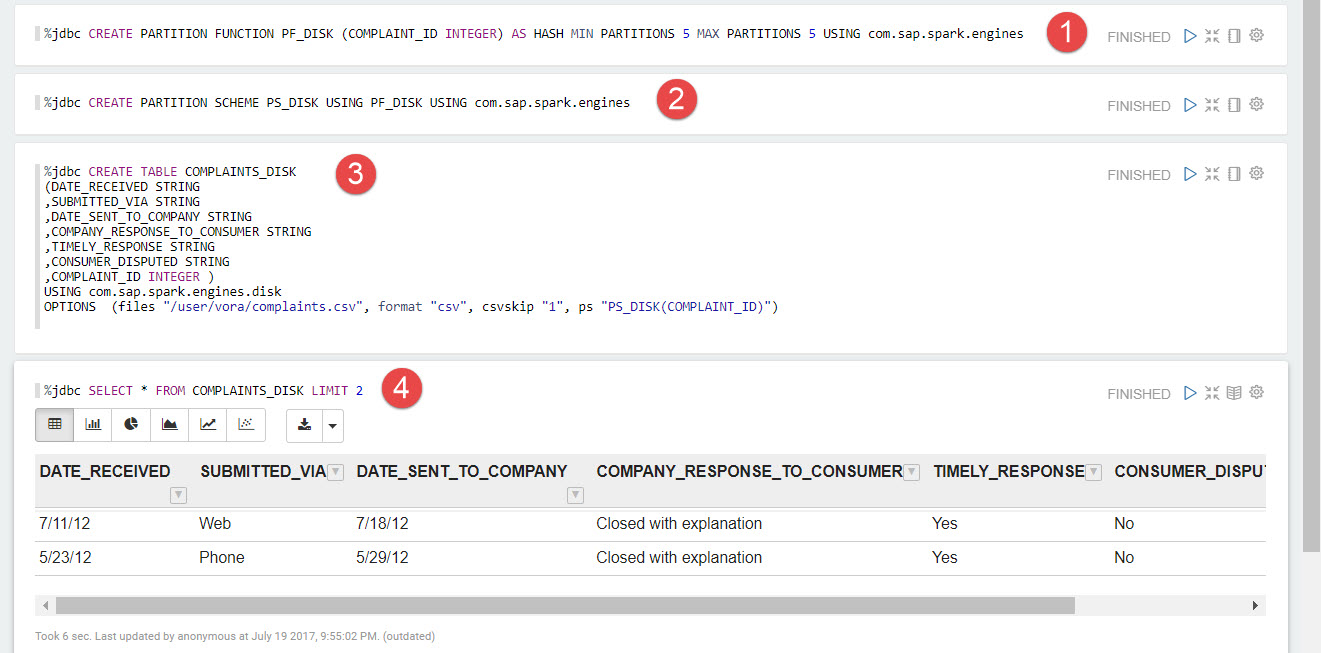 %jdbc CREATE PARTITION FUNCTION PF_DISK (COMPLAINT_ID INTEGER) AS HASH MIN PARTITIONS 5 MAX PARTITIONS 5 USING com.sap.spark.engines
1
FINISHED
%jdbc CREATE PARTITION SCHEME PS_DISK USING PF_DISK USING com.sap.spark.engines
2
FINISHED
%jdbc CREATE TABLE COMPLAINTS_DISK
3
FINISHED
(DATE_RECEIVED STRING
,SUBMITTED_VIA STRING
,DATE_SENT_TO_COMPANY STRING
,COMPANY_RESPONSE_TO_CONSUMER STRING
,TIMELY_RESPONSE STRING
,CONSUMER_DISPUTED STRING
,COMPLAINT_ID INTEGER )
USING com.sap.spark.engines.disk
OPTIONS  (files "/user/vora/complaints.csv", format "csv", csvskip "1", ps "PS_DISK(COMPLAINT_ID)")
%jdbc SELECT * FROM COMPLAINTS_DISK LIMIT 2
4
FINISHED
DATE_RECEIVED SUBMITTED_VIA DATE_SENT_TO_COMPANY COMPANY_RESPONSE_TO_CONSUMER TIMELY_RESPONSE CONSUMER_DISPUT
7/11/12 Web 7/18/12 Closed with explanation Yes No
5/23/12 Phone 5/29/12 Closed with explanation Yes No
Took 6 sec. Last updated by anonymous at July 19 2017, 9:55:02 PM. (outdated)